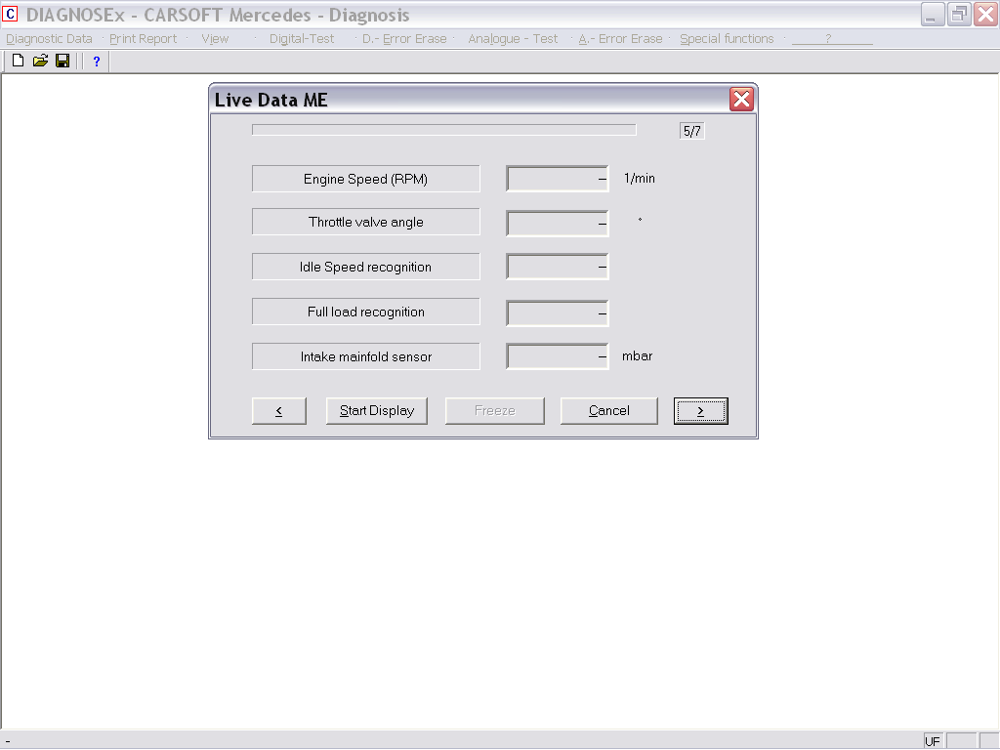 C DIAGNOSEx - CARSOFT Mercedes - Diagnosis
Diagnostic Data - Print Report - View - Digital-Test - D.- Error Erase - Analogue - Test - A.- Error Erase - Special functions - ____?____
?
Live Data ME
5/7
Engine Speed (RPM) – 1/min
Throttle valve angle – °
Idle Speed recognition –
Full load recognition –
Intake mainfold sensor – mbar
< Start Display Freeze Cancel >
- UF